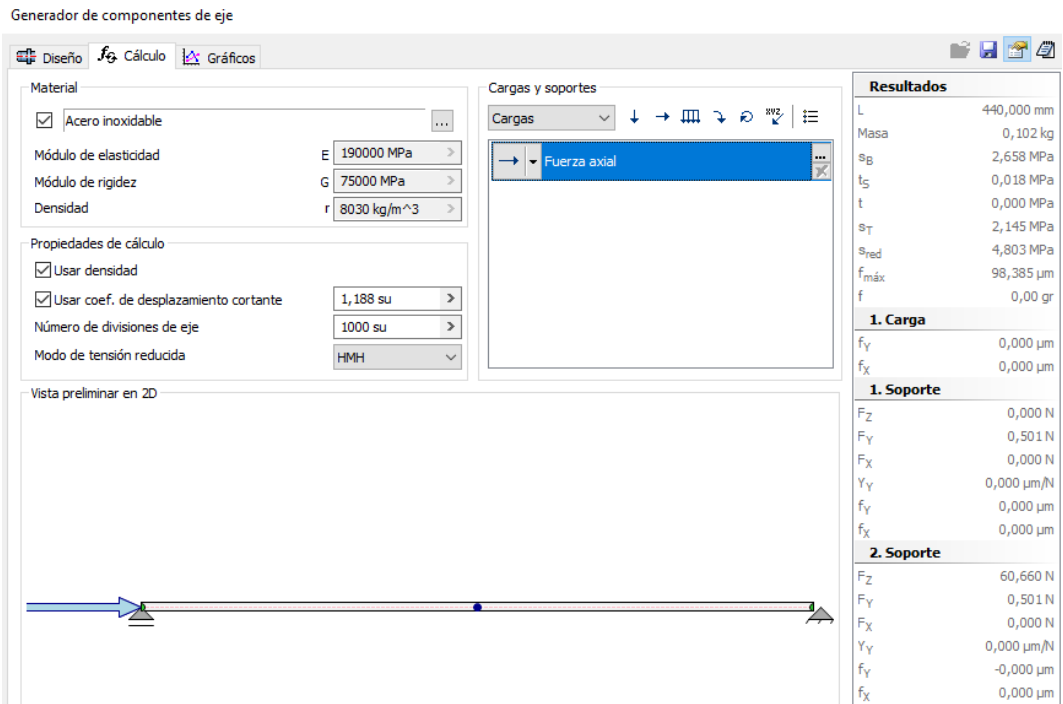 Generador de componentes de eje
Diseño
Cálculo
Gráficos
Material
Acero inoxidable
...
Módulo de elasticidad E 190000 MPa
Módulo de rigidez G 75000 MPa
Densidad r 8030 kg/m^3
Propiedades de cálculo
Usar densidad
Usar coef. de desplazamiento cortante 1,188 su
Número de divisiones de eje 1000 su
Modo de tensión reducida HMH
Cargas y soportes
Cargas
XYZ
Fuerza axial
...
Vista preliminar en 2D
Resultados
L 440,000 mm
Masa 0,102 kg
sB 2,658 MPa
tS 0,018 MPa
t 0,000 MPa
sT 2,145 MPa
sred 4,803 MPa
fmáx 98,385 µm
f 0,00 gr
1. Carga
fY 0,000 µm
fX 0,000 µm
1. Soporte
FZ 0,000 N
FY 0,501 N
FX 0,000 N
YY 0,000 µm/N
fY 0,000 µm
fX 0,000 µm
2. Soporte
FZ 60,660 N
FY 0,501 N
FX 0,000 N
YY 0,000 µm/N
fY -0,000 µm
fX 0,000 µm